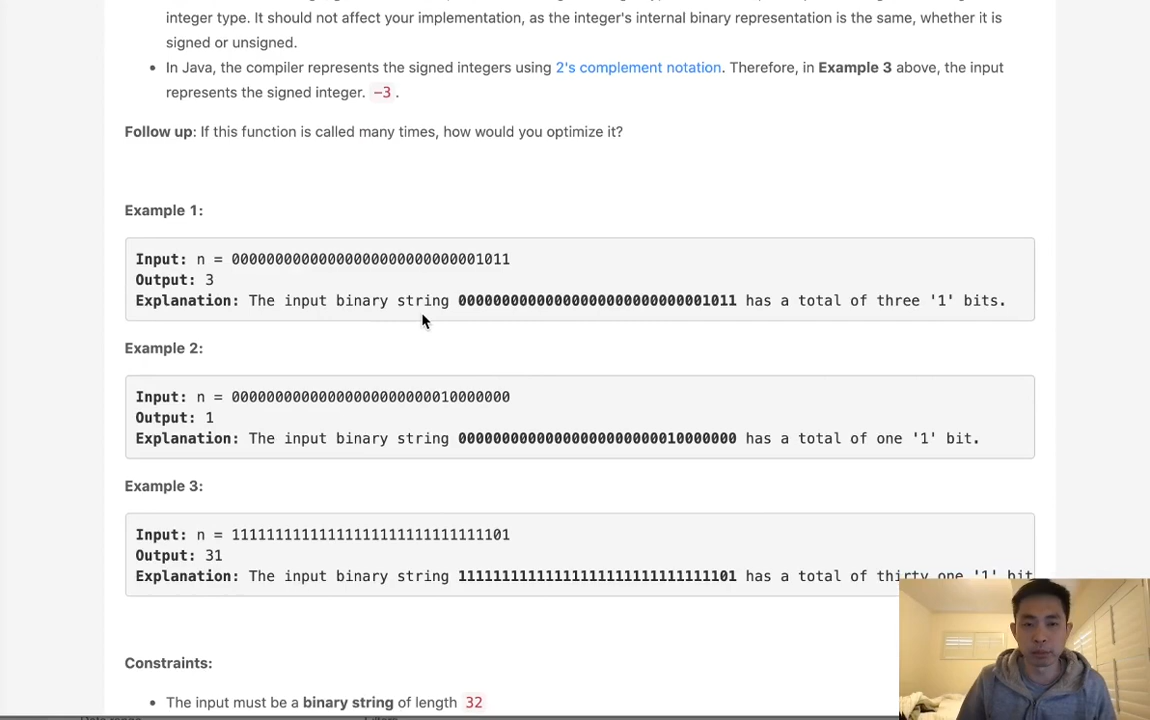 integer type. It should not affect your implementation, as the integer's internal binary representation is the same, whether it is
signed or unsigned.
• In Java, the compiler represents the signed integers using 2's complement notation. Therefore, in Example 3 above, the input
represents the signed integer. -3 .
Follow up: If this function is called many times, how would you optimize it?
Example 1:
Input: n = 00000000000000000000000000001011
Output: 3
Explanation: The input binary string 00000000000000000000000000001011 has a total of three '1' bits.
Example 2:
Input: n = 00000000000000000000000010000000
Output: 1
Explanation: The input binary string 00000000000000000000000010000000 has a total of one '1' bit.
Example 3:
Input: n = 11111111111111111111111111111101
Output: 31
Explanation: The input binary string 11111111111111111111111111111101 has a total of thirty one '1' bit
Constraints:
• The input must be a binary string of length 32